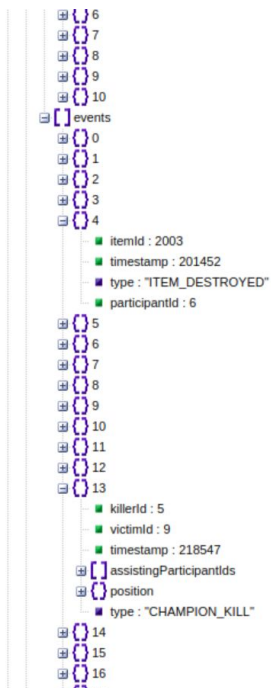 {}6
{}7
{}8
{}9
{}10
[]events
{}0
{}1
{}2
{}3
{}4
itemId : 2003
timestamp : 201452
type : "ITEM_DESTROYED"
participantId : 6
{}5
{}6
{}7
{}8
{}9
{}10
{}11
{}12
{}13
killerId : 5
victimId : 9
timestamp : 218547
[]assistingParticipantIds
{}position
type : "CHAMPION_KILL"
{}14
{}15
{}16